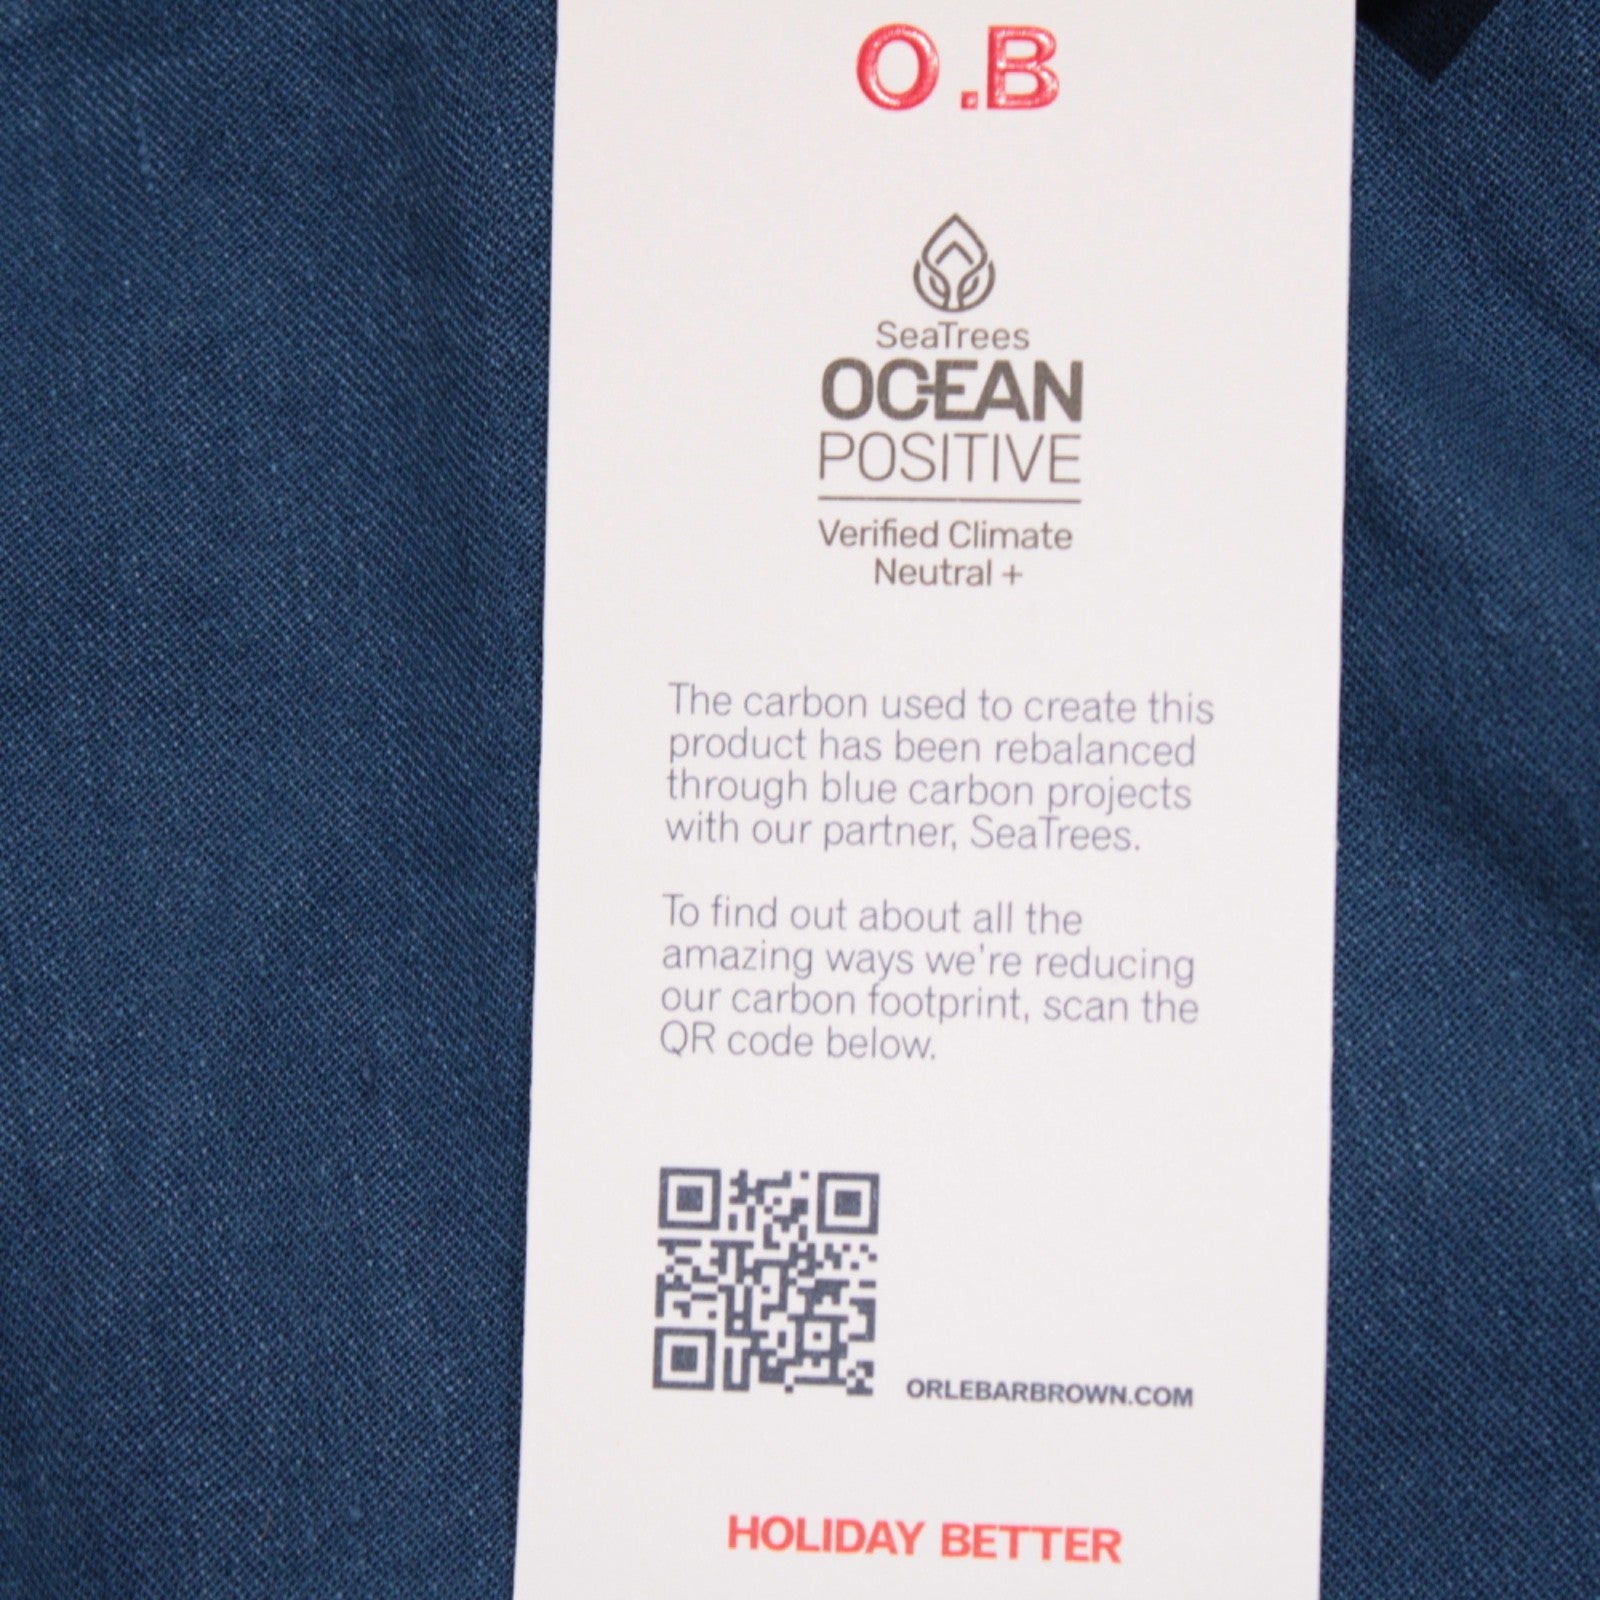 O.B
SeaTrees
OCEAN
POSITIVE
Verified Climate
Neutral +
The carbon used to create this
product has been rebalanced
through blue carbon projects
with our partner, SeaTrees.
To find out about all the
amazing ways we're reducing
our carbon footprint, scan the
QR code below.
ORLEBARBROWN.COM
HOLIDAY BETTER